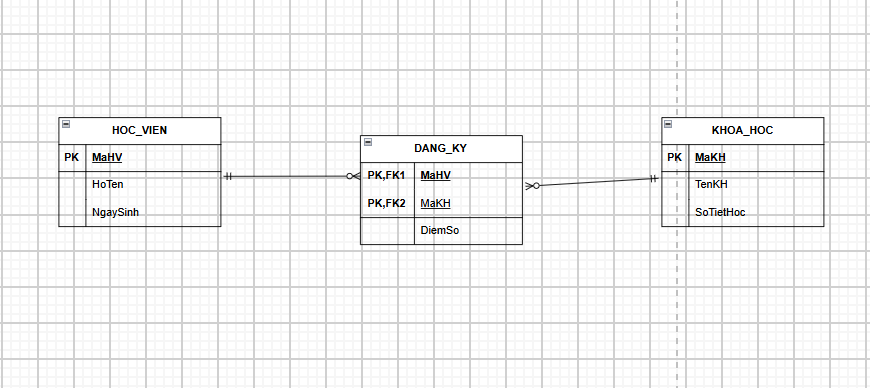 HOC_VIEN
PK MaHV
HoTen
NgaySinh
DANG_KY
PK,FK1 MaHV
PK,FK2 MaKH
DiemSo
KHOA_HOC
PK MaKH
TenKH
SoTietHoc